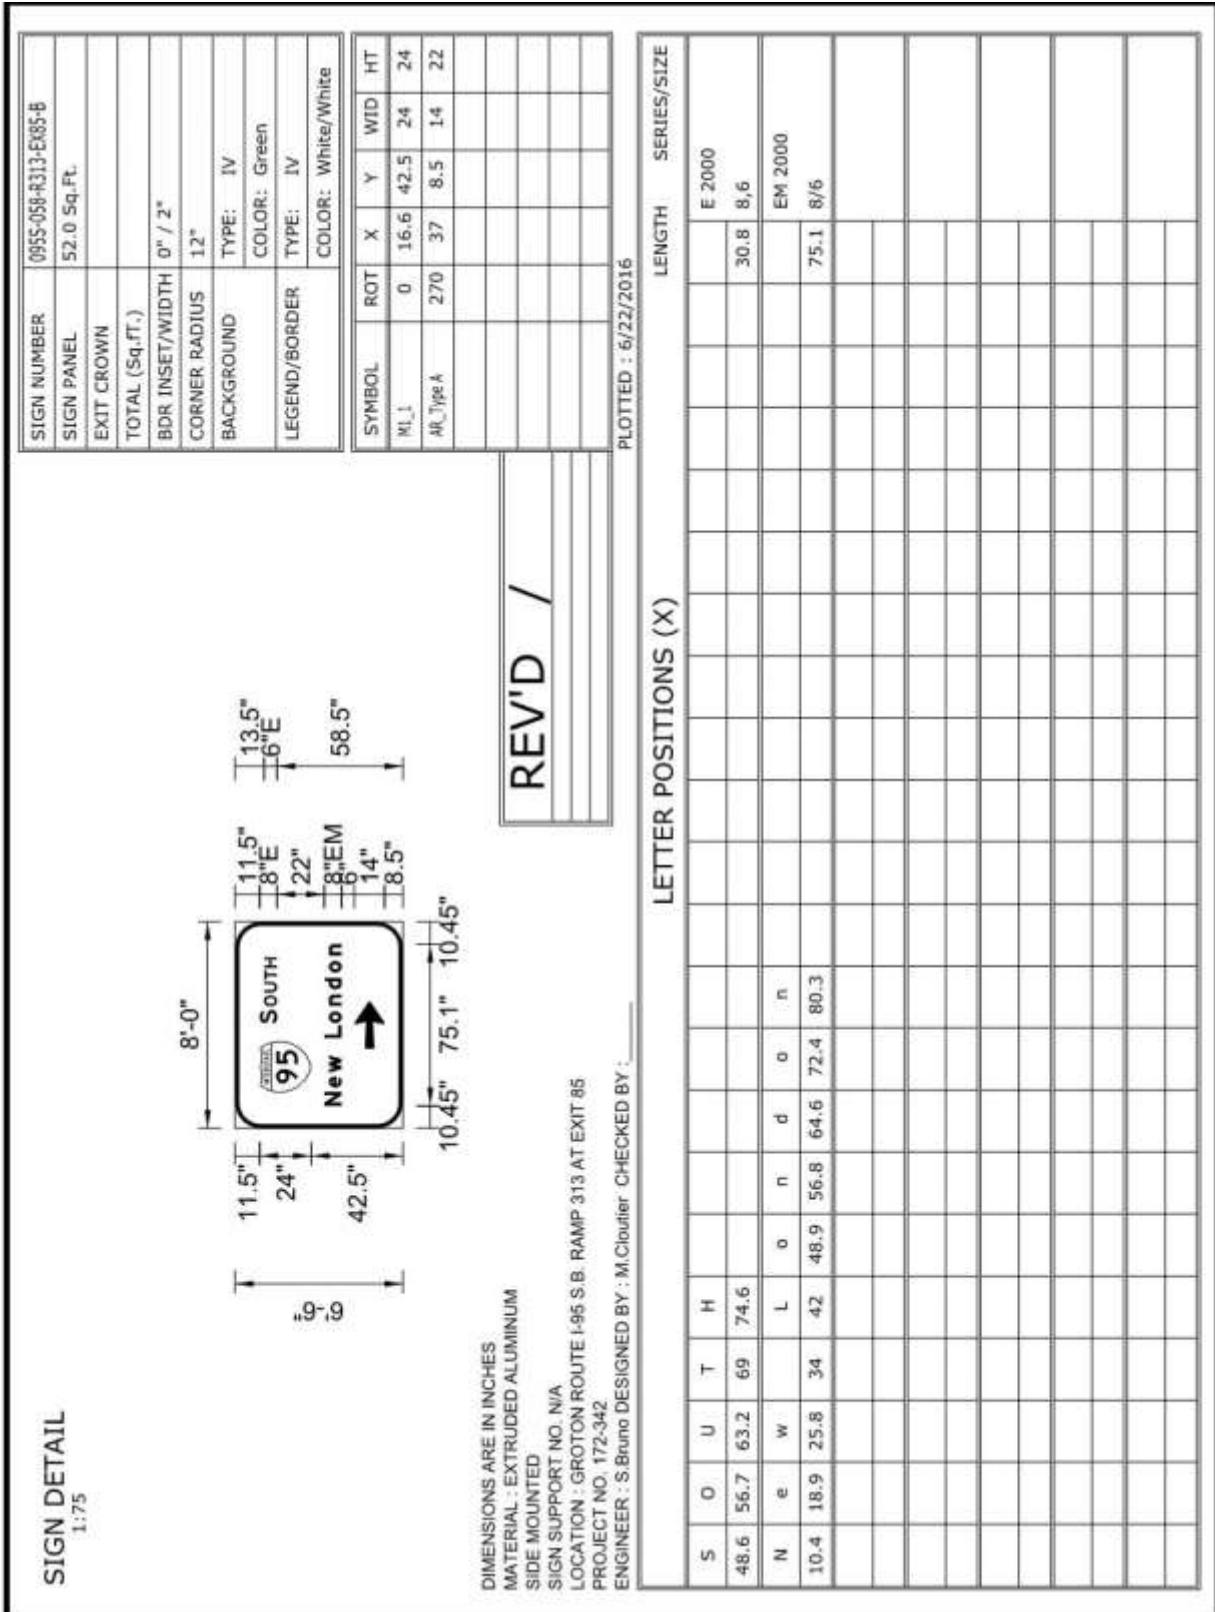 SIGN DETAIL
1:75
8'-0"
6'-6"
11.5"
24"
42.5"
SOUTH
INTERSTATE
95
New London
11.5"
8"E
22"
8"EM
6"
14"
8.5"
13.5"
6"E
58.5"
10.45" 75.1" 10.45"
SIGN NUMBER 095S-058-R313-EX85-B
SIGN PANEL 52.0 Sq.Ft.
EXIT CROWN
TOTAL (Sq.fT.)
BDR INSET/WIDTH 0" / 2"
CORNER RADIUS 12"
BACKGROUND TYPE: IV
COLOR: Green
LEGEND/BORDER TYPE: IV
COLOR: White/White
SYMBOL ROT X Y WID HT
M1_1 0 16.6 42.5 24 24
AR_Type A 270 37 8.5 14 22
REV'D /
DIMENSIONS ARE IN INCHES
MATERIAL : EXTRUDED ALUMINUM
SIDE MOUNTED
SIGN SUPPORT NO. N/A
LOCATION : GROTON ROUTE I-95 S.B. RAMP 313 AT EXIT 85
PROJECT NO. 172-342
ENGINEER : S.Bruno DESIGNED BY : M.Cloutier CHECKED BY :
PLOTTED : 6/22/2016
LETTER POSITIONS (X) LENGTH SERIES/SIZE
S O U T H E 2000
48.6 56.7 63.2 69 74.6 30.8 8,6
N e w L o n d o n EM 2000
10.4 18.9 25.8 34 42 48.9 56.8 64.6 72.4 80.3 75.1 8/6